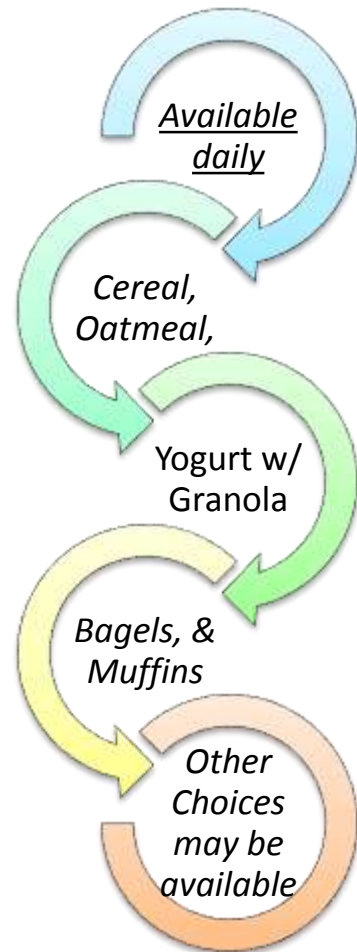 Available
daily
Cereal,
Oatmeal,
Yogurt w/
Granola
Bagels, &
Muffins
Other
Choices
may be
available